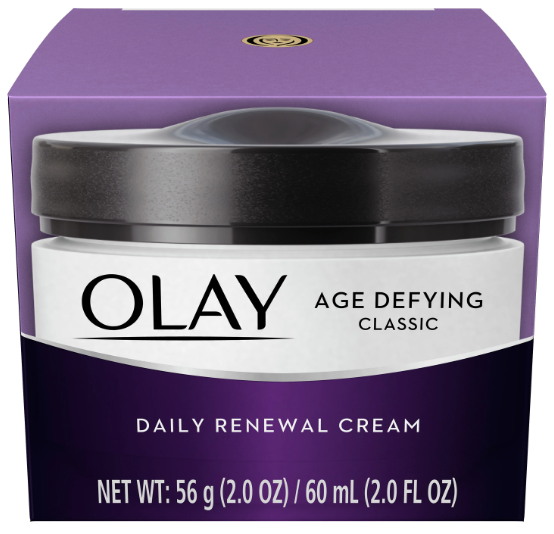 OLAY
AGE DEFYING
CLASSIC
DAILY RENEWAL CREAM
NET WT: 56 g (2.0 OZ) / 60 mL (2.0 FL OZ)